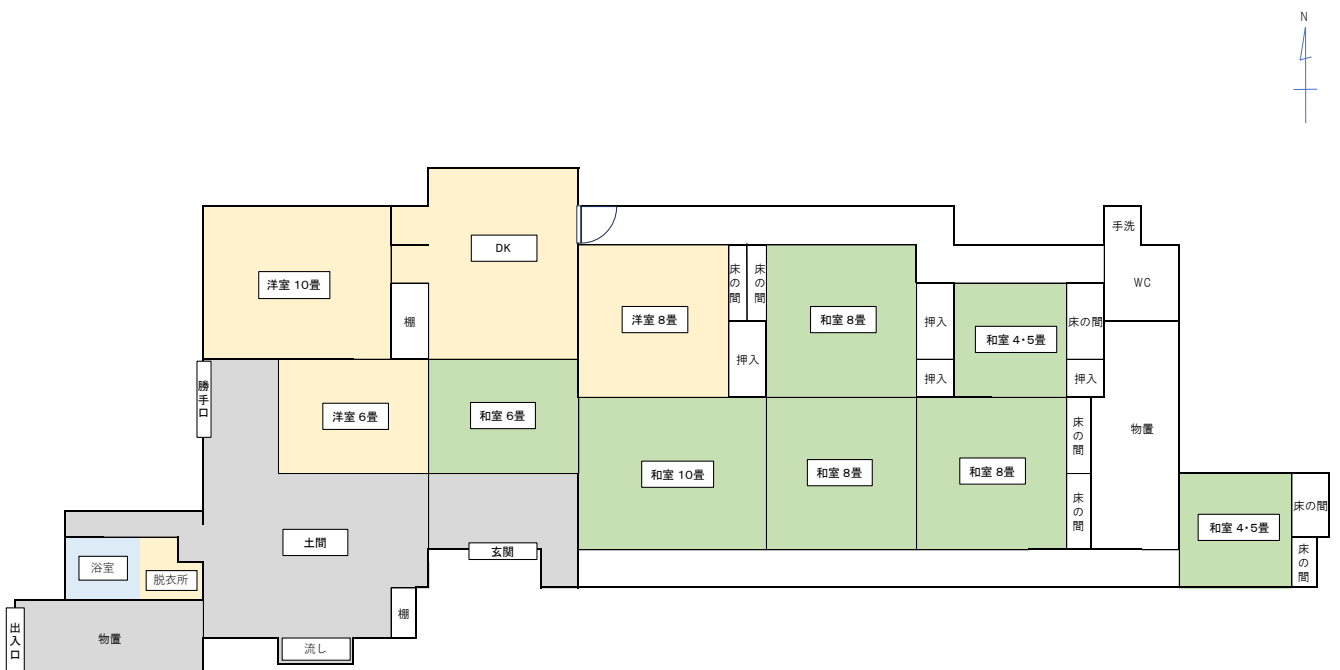 N
手洗
DK
WC
床の間
床の間
洋室 10畳
洋室 8畳
和室 8畳
棚
押入
床の間
和室 4・5畳
押入
押入
押入
勝手口
洋室 6畳
和室 6畳
床の間
物置
和室 10畳
和室 8畳
和室 8畳
床の間
床の間
和室 4・5畳
土間
玄関
浴室
脱衣所
床の間
棚
出入口
物置
流し